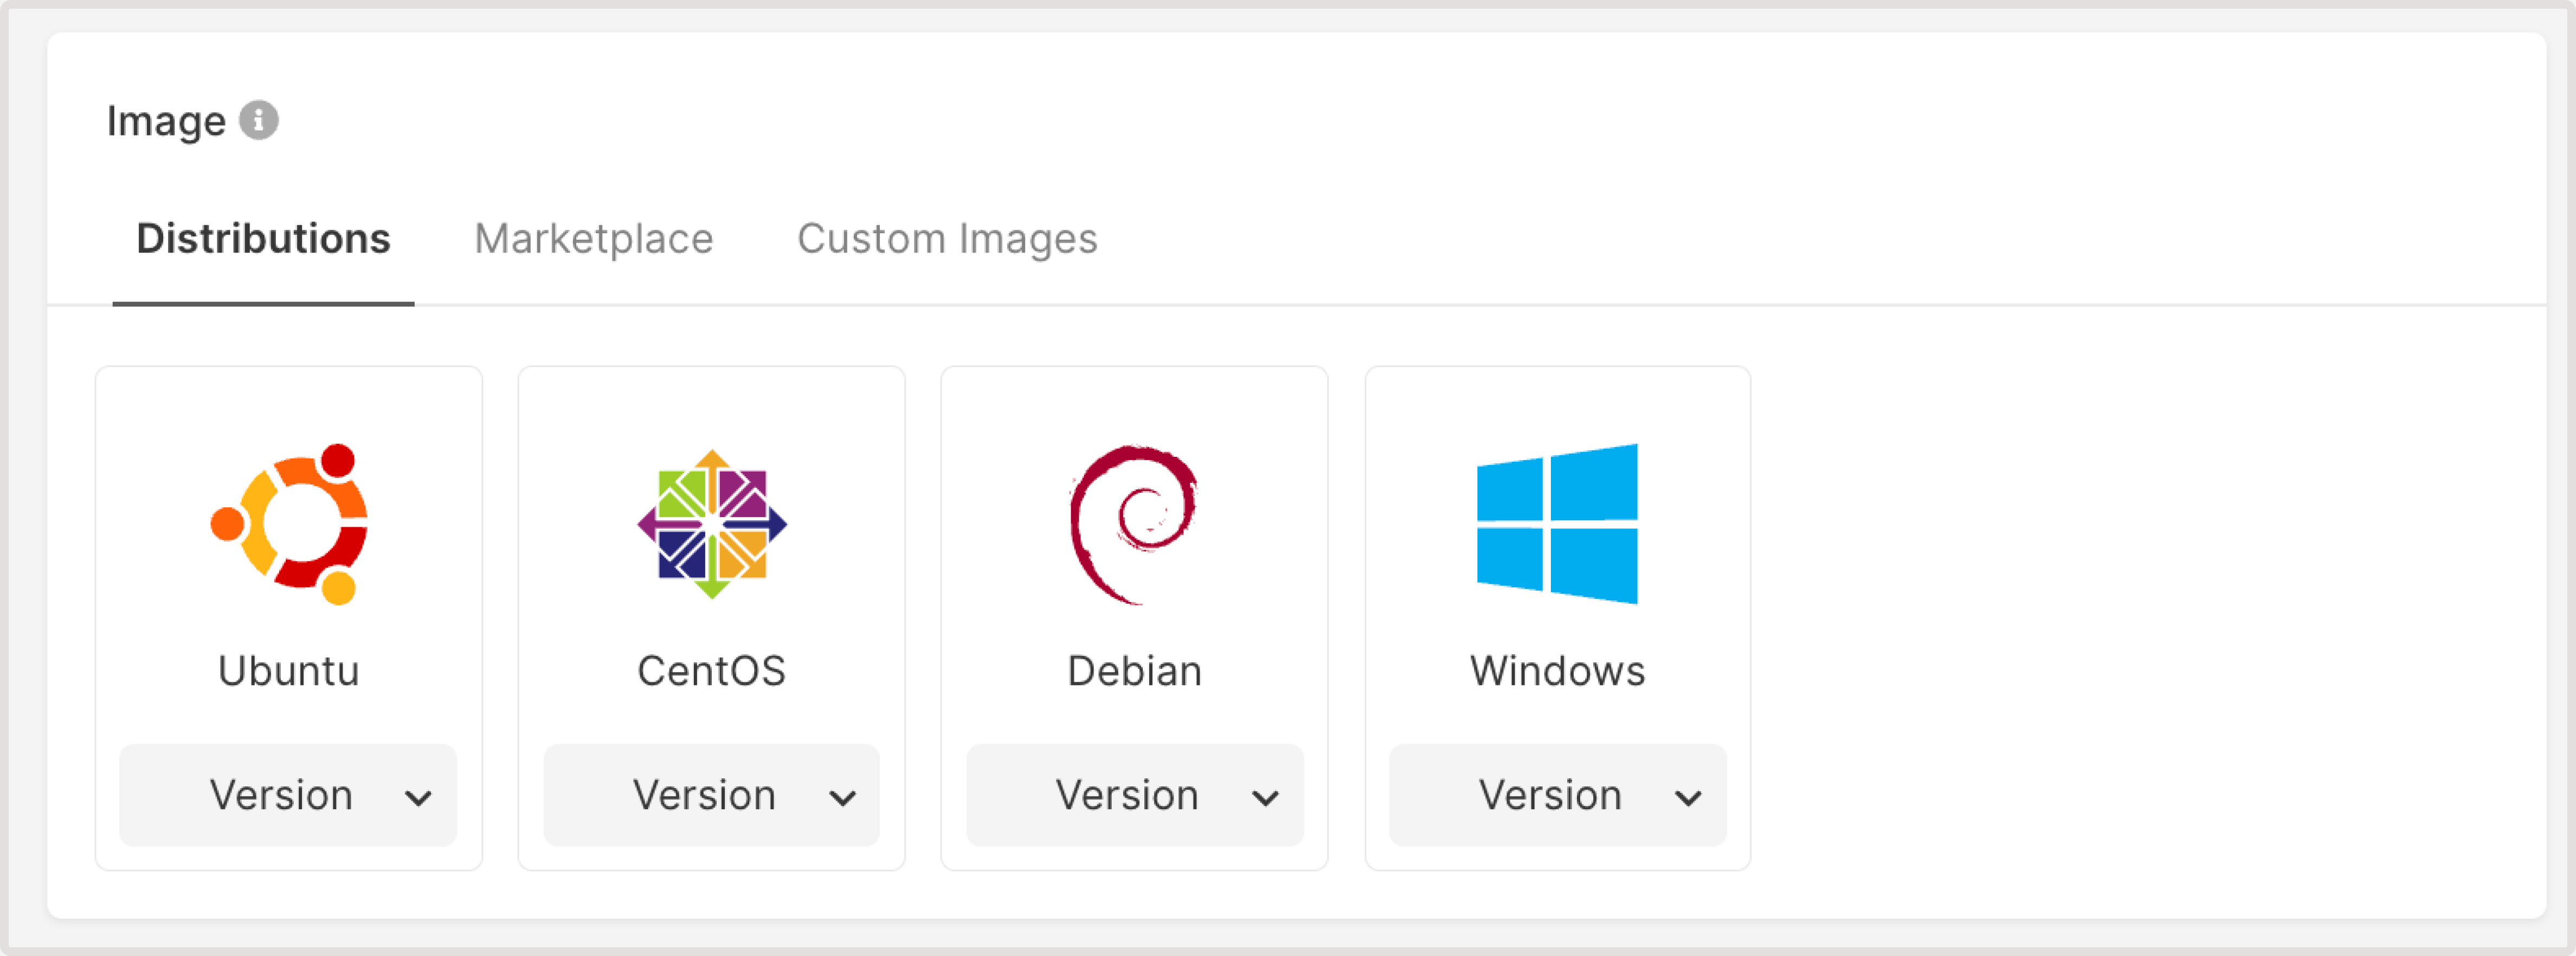 Image
Distributions Marketplace Custom Images
Ubuntu CentOS Debian Windows
Version Version Version Version